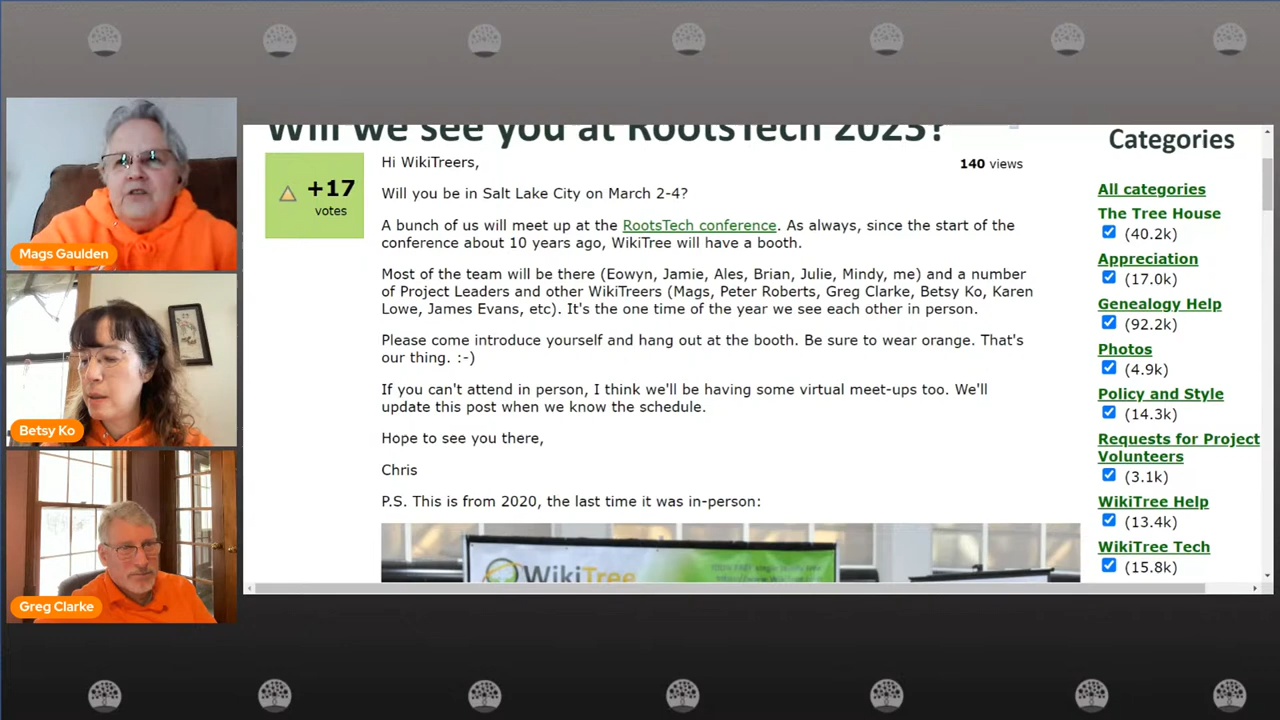 Mags Gaulden
Betsy Ko
Greg Clarke
Will we see you at RootsTech 2023?
+17
votes
140 views
Hi WikiTreers,
Will you be in Salt Lake City on March 2-4?
A bunch of us will meet up at the RootsTech conference. As always, since the start of the
conference about 10 years ago, WikiTree will have a booth.
Most of the team will be there (Eowyn, Jamie, Ales, Brian, Julie, Mindy, me) and a number
of Project Leaders and other WikiTreers (Mags, Peter Roberts, Greg Clarke, Betsy Ko, Karen
Lowe, James Evans, etc). It's the one time of the year we see each other in person.
Please come introduce yourself and hang out at the booth. Be sure to wear orange. That's
our thing. :-)
If you can't attend in person, I think we'll be having some virtual meet-ups too. We'll
update this post when we know the schedule.
Hope to see you there,
Chris
P.S. This is from 2020, the last time it was in-person:
WikiTree
Categories
All categories
The Tree House
(40.2k)
Appreciation
(17.0k)
Genealogy Help
(92.2k)
Photos
(4.9k)
Policy and Style
(14.3k)
Requests for Project
Volunteers
(3.1k)
WikiTree Help
(13.4k)
WikiTree Tech
(15.8k)